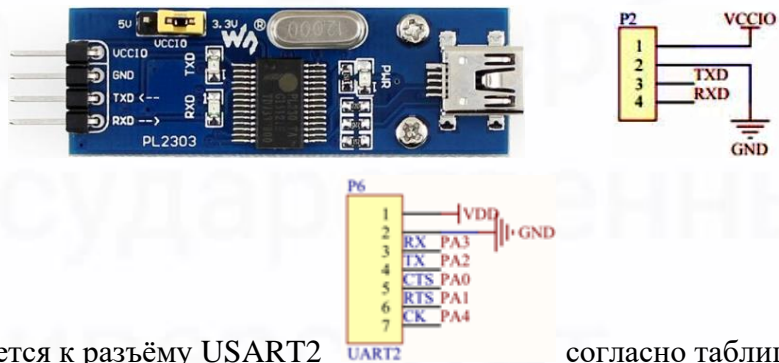 5V 3.3V
VCCIO
VCCIO
GND
TXD <--
RXD -->
TXD
RXD
PWR
12.000
PL2303
P2
VCCIO
1
2
3 TXD
4 RXD
GND
P6
1 VDD
2 GND
3 RX PA3
4 TX PA2
5 CTS PA0
6 RTS PA1
7 CK PA4
UART2
ется к разъёму USART2 согласно таблиц